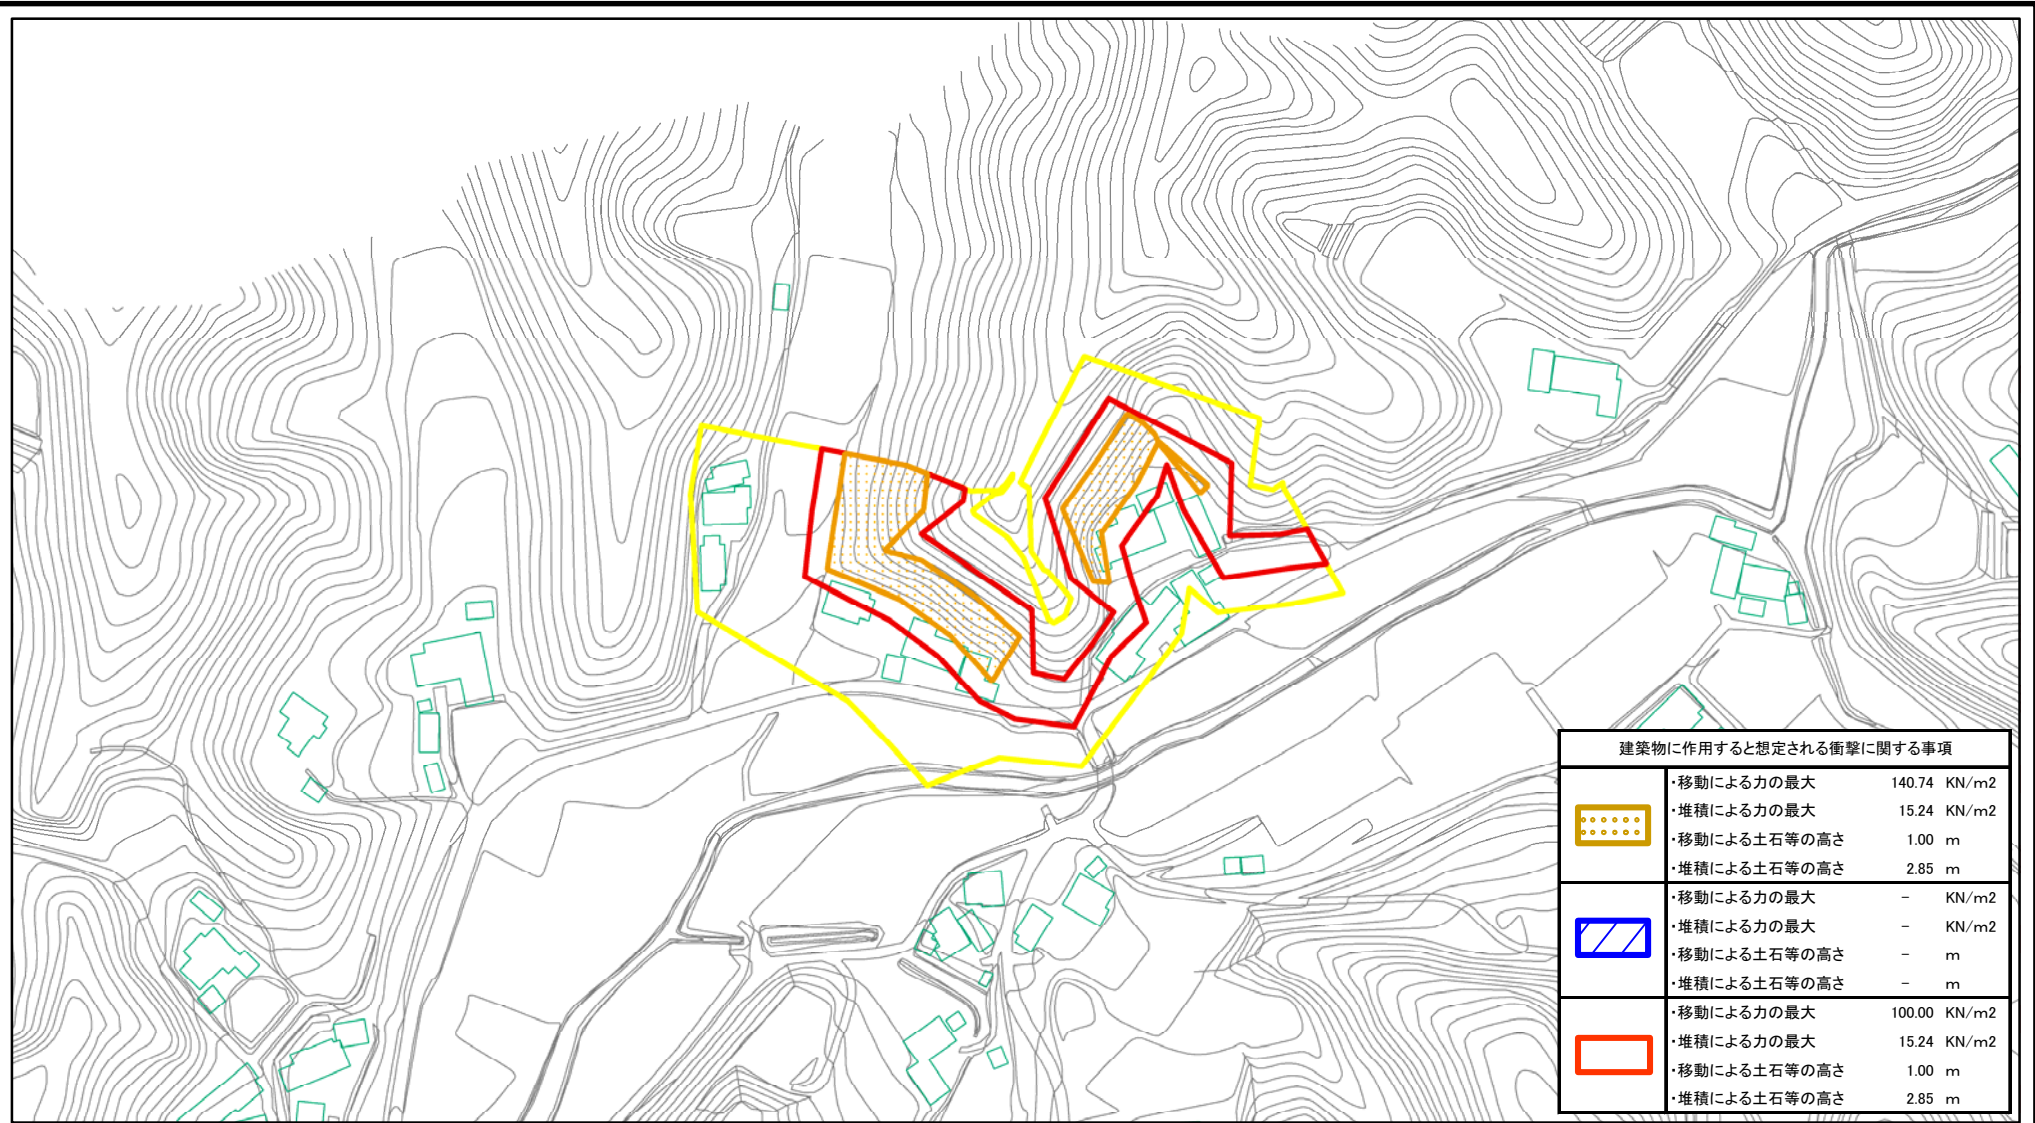 建築物に作用すると想定される衝撃に関する事項
・移動による力の最大 140.74 KN/m2
・堆積による力の最大 15.24 KN/m2
・移動による土石等の高さ 1.00 m
・堆積による土石等の高さ 2.85 m
・移動による力の最大 - KN/m2
・堆積による力の最大 - KN/m2
・移動による土石等の高さ - m
・堆積による土石等の高さ - m
・移動による力の最大 100.00 KN/m2
・堆積による力の最大 15.24 KN/m2
・移動による土石等の高さ 1.00 m
・堆積による土石等の高さ 2.85 m